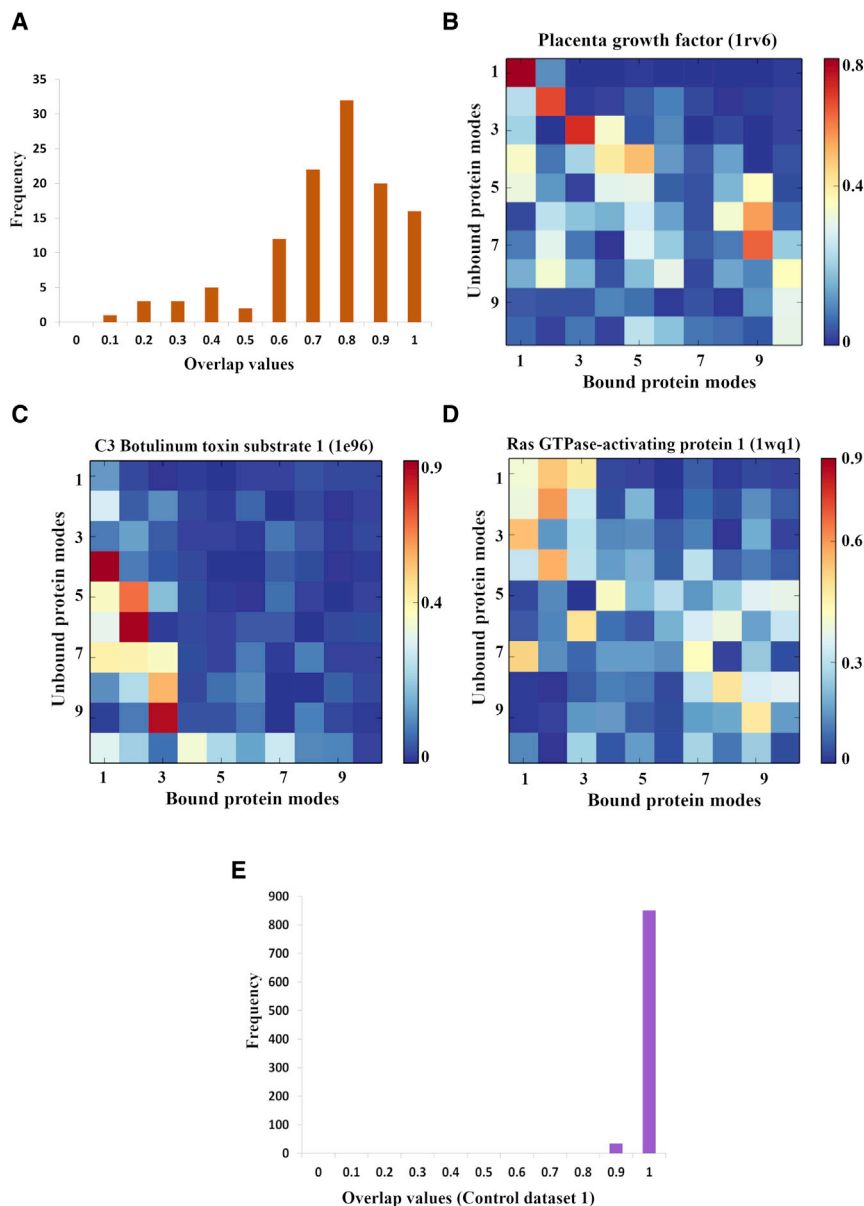 A
35
30
25
20
15
10
5
0
Frequency
0 0.1 0.2 0.3 0.4 0.5 0.6 0.7 0.8 0.9 1
Overlap values
B
Placenta growth factor (1rv6)
1
3
5
7
9
Unbound protein modes
1 3 5 7 9
Bound protein modes
0.8
0.4
0
C
C3 Botulinum toxin substrate 1 (1e96)
1
3
5
7
9
Unbound protein modes
1 3 5 7 9
Bound protein modes
0.9
0.4
0
D
Ras GTPase-activating protein 1 (1wq1)
1
3
5
7
9
Unbound protein modes
1 3 5 7 9
Bound protein modes
0.9
0.6
0.3
0
E
900
800
700
600
500
400
300
200
100
0
Frequency
0 0.1 0.2 0.3 0.4 0.5 0.6 0.7 0.8 0.9 1
Overlap values (Control dataset 1)